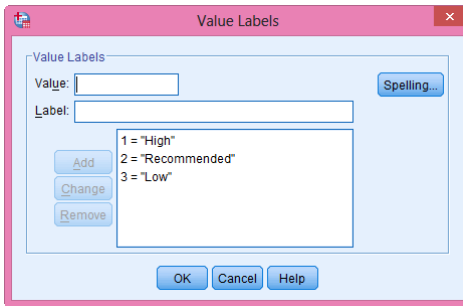 Value Labels
Value Labels
Value:
Spelling...
Label:
1 = "High"
2 = "Recommended"
3 = "Low"
Add
Change
Remove
OK Cancel Help